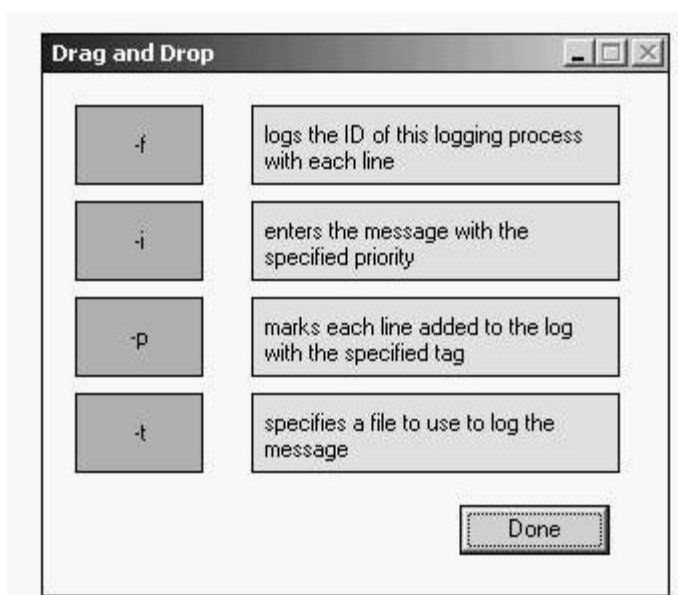 Drag and Drop
-f
logs the ID of this logging process
with each line
-i
enters the message with the
specified priority
-p
marks each line added to the log
with the specified tag
-t
specifies a file to use to log the
message
Done